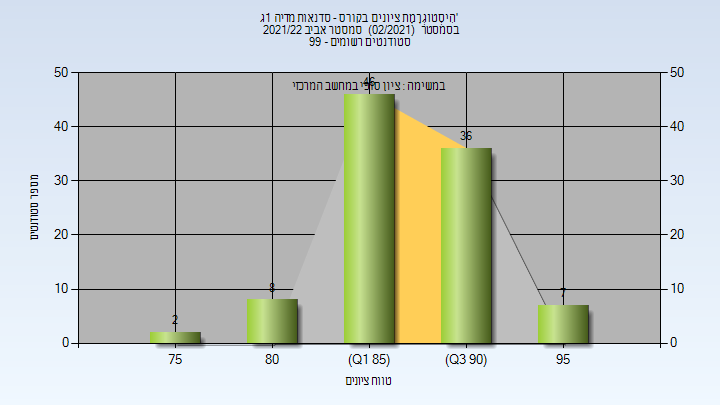 הִיסְטוֹגְרָמַת ציונים בקורס - סדנאות מדיה 1ג'
בסמסטר (02/2021) סמסטר אביב 2021/22
סטודנטים רשומים - 99
במשימה : ציון סופי במחשב המרכזי
מספר סטודנטים
50
40
30
20
10
0
50
40
30
20
10
0
2
8
46
36
7
75
80
(Q1 85)
(Q3 90)
95
טווח ציונים